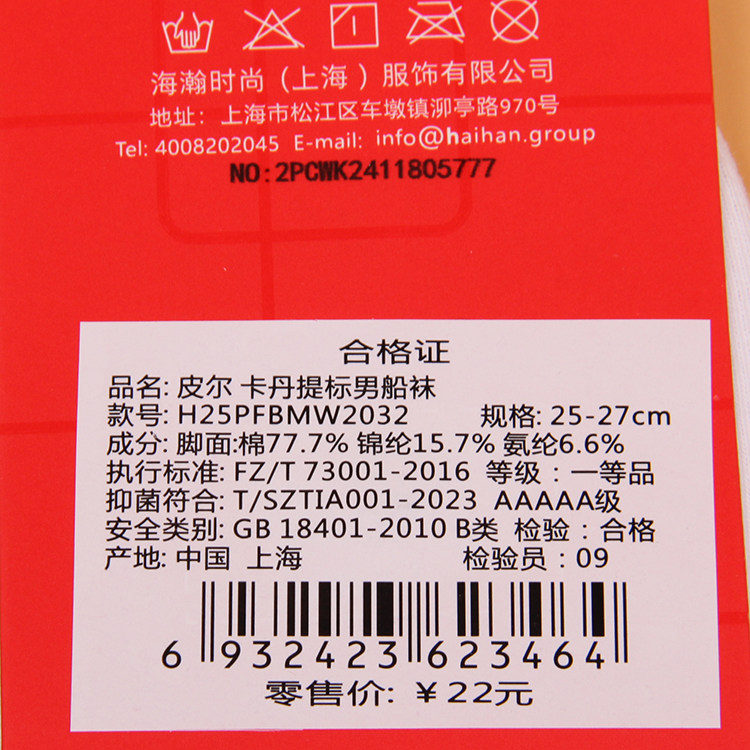 海瀚时尚（上海）服饰有限公司
地址：上海市松江区车墩镇泖亭路970号
Tel: 4008202045 E-mail: info@haihan.group
NO:2PCWK2411805777
合格证
品名: 皮尔 卡丹提标男船袜
款号: H25PFBMW2032 规格: 25-27cm
成分: 脚面:棉77.7% 锦纶15.7% 氨纶6.6%
执行标准: FZ/T 73001-2016 等级：一等品
抑菌符合: T/SZTIA001-2023 AAAAA级
安全类别: GB 18401-2010 B类 检验：合格
产地: 中国 上海 检验员：09
6 932423 623464
零售价: ￥22元